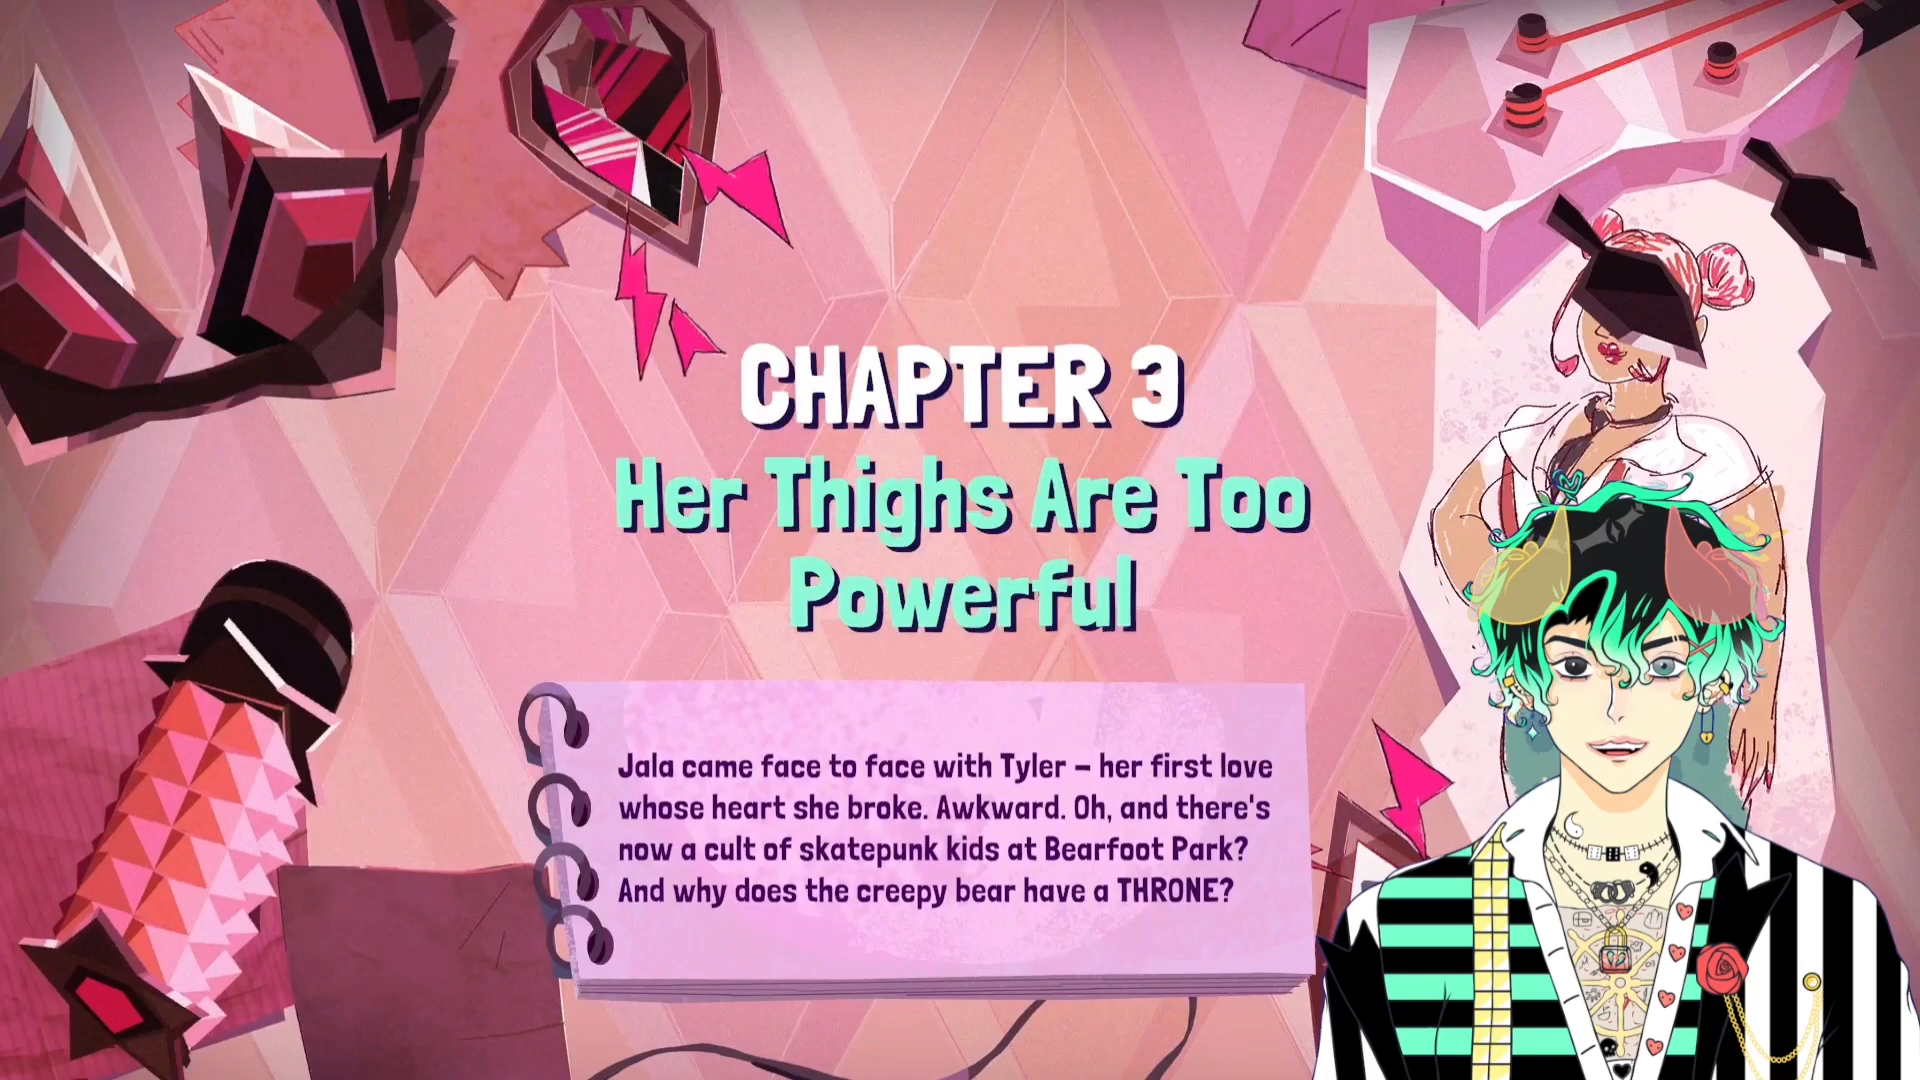 CHAPTER 3
Her Thighs Are Too
Powerful
Jala came face to face with Tyler – her first love
whose heart she broke. Awkward. Oh, and there's
now a cult of skatepunk kids at Bearfoot Park?
And why does the creepy bear have a THRONE?